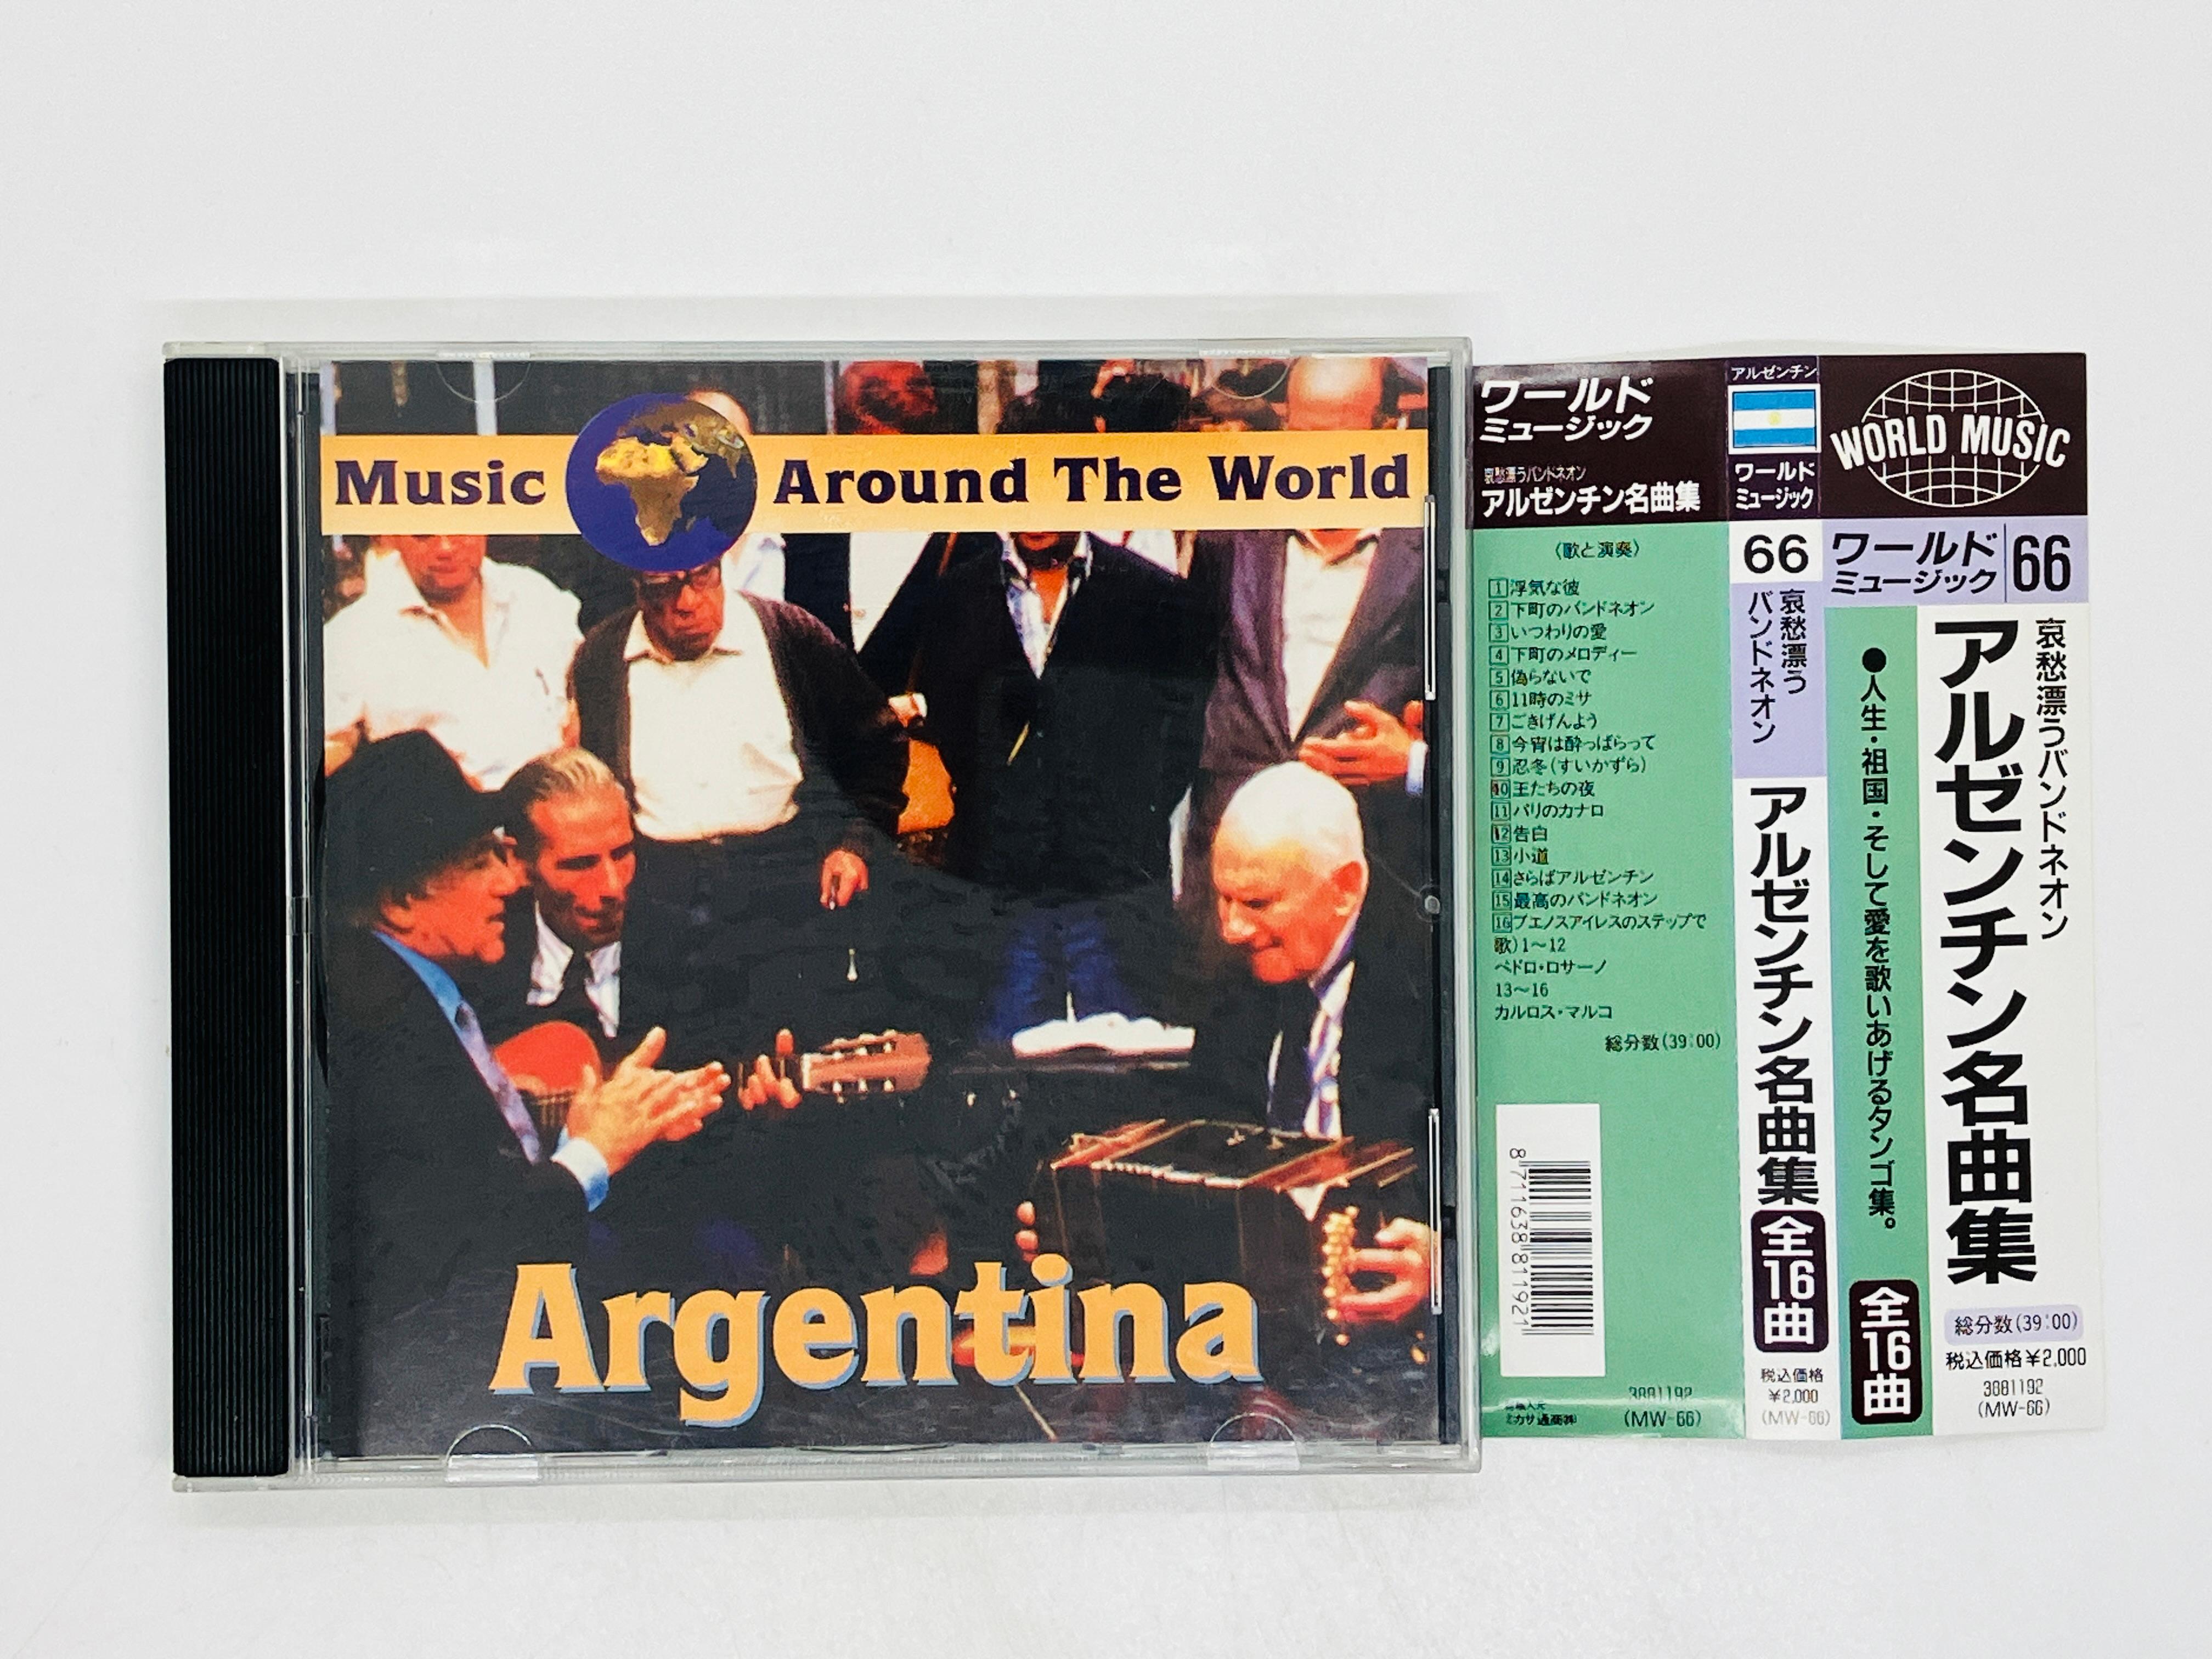 Music Around The World
Argentina
ワールド
ミュージック
哀愁漂うバンドネオン
アルゼンチン名曲集
〈歌と演奏〉
1 浮気な彼
2 下町のバンドネオン
3 いつわりの愛
4 下町のメロディー
5 偽らないで
6 11時のミサ
7 ごきげんよう
8 今宵は酔っぱらって
9 忍冬(すいかずら)
10 王たちの夜
11 パリのカナロ
12 告白
13 小道
14 さらばアルゼンチン
15 最高のバンドネオン
16 ブエノスアイレスのステップで
歌) 1〜12
ペドロ・ロサーノ
13〜16
カルロス・マルコ
総分数(39:00)
8 711638 811921
3881192
(MW-66)
ミカサ通商㈱
アルゼンチン
ワールド
ミュージック
66
哀愁漂う
バンドネオン
アルゼンチン名曲集
全16曲
税込価格
¥2,000
(MW-66)
WORLD MUSIC
ワールド
ミュージック
66
哀愁漂うバンドネオン
アルゼンチン名曲集
●人生・祖国・そして愛を歌いあげるタンゴ集。
全16曲
総分数(39:00)
税込価格¥2,000
3881192
(MW-66)